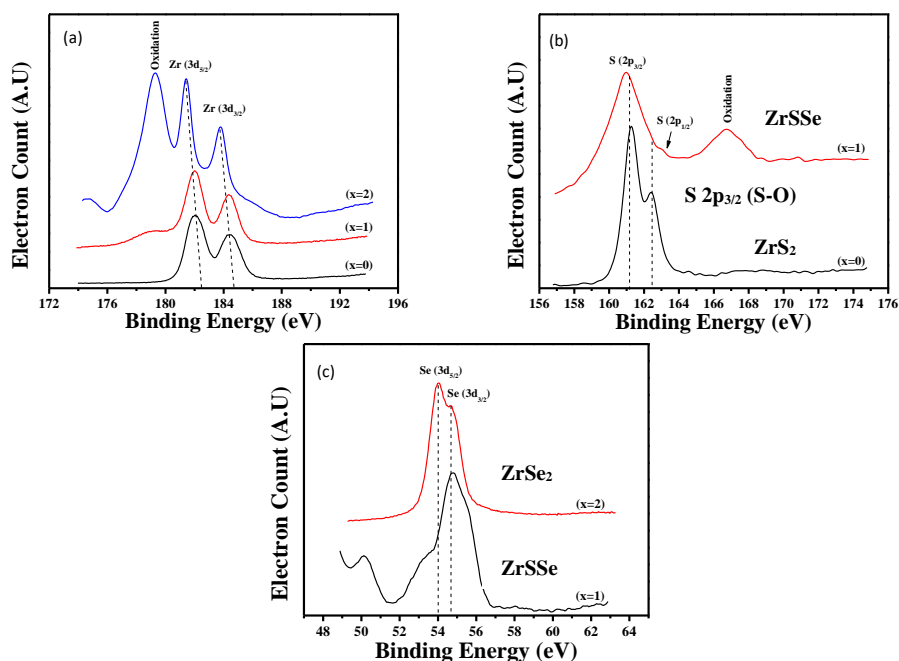 (a)
Oxidation
Zr (3d5/2)
Zr (3d3/2)
(x=2)
(x=1)
(x=0)
Electron Count (A.U)
172 176 180 184 188 192 196
Binding Energy (eV)
(b)
S (2p3/2)
S (2p1/2)
Oxidation
ZrSSe
(x=1)
S 2p3/2 (S-O)
ZrS2
(x=0)
Electron Count (A.U)
156 158 160 162 164 166 168 170 172 174 176
Binding Energy (eV)
(c)
Se (3d5/2)
Se (3d3/2)
ZrSe2
(x=2)
ZrSSe
(x=1)
Electron Count (A.U)
48 50 52 54 56 58 60 62 64
Binding Energy (eV)